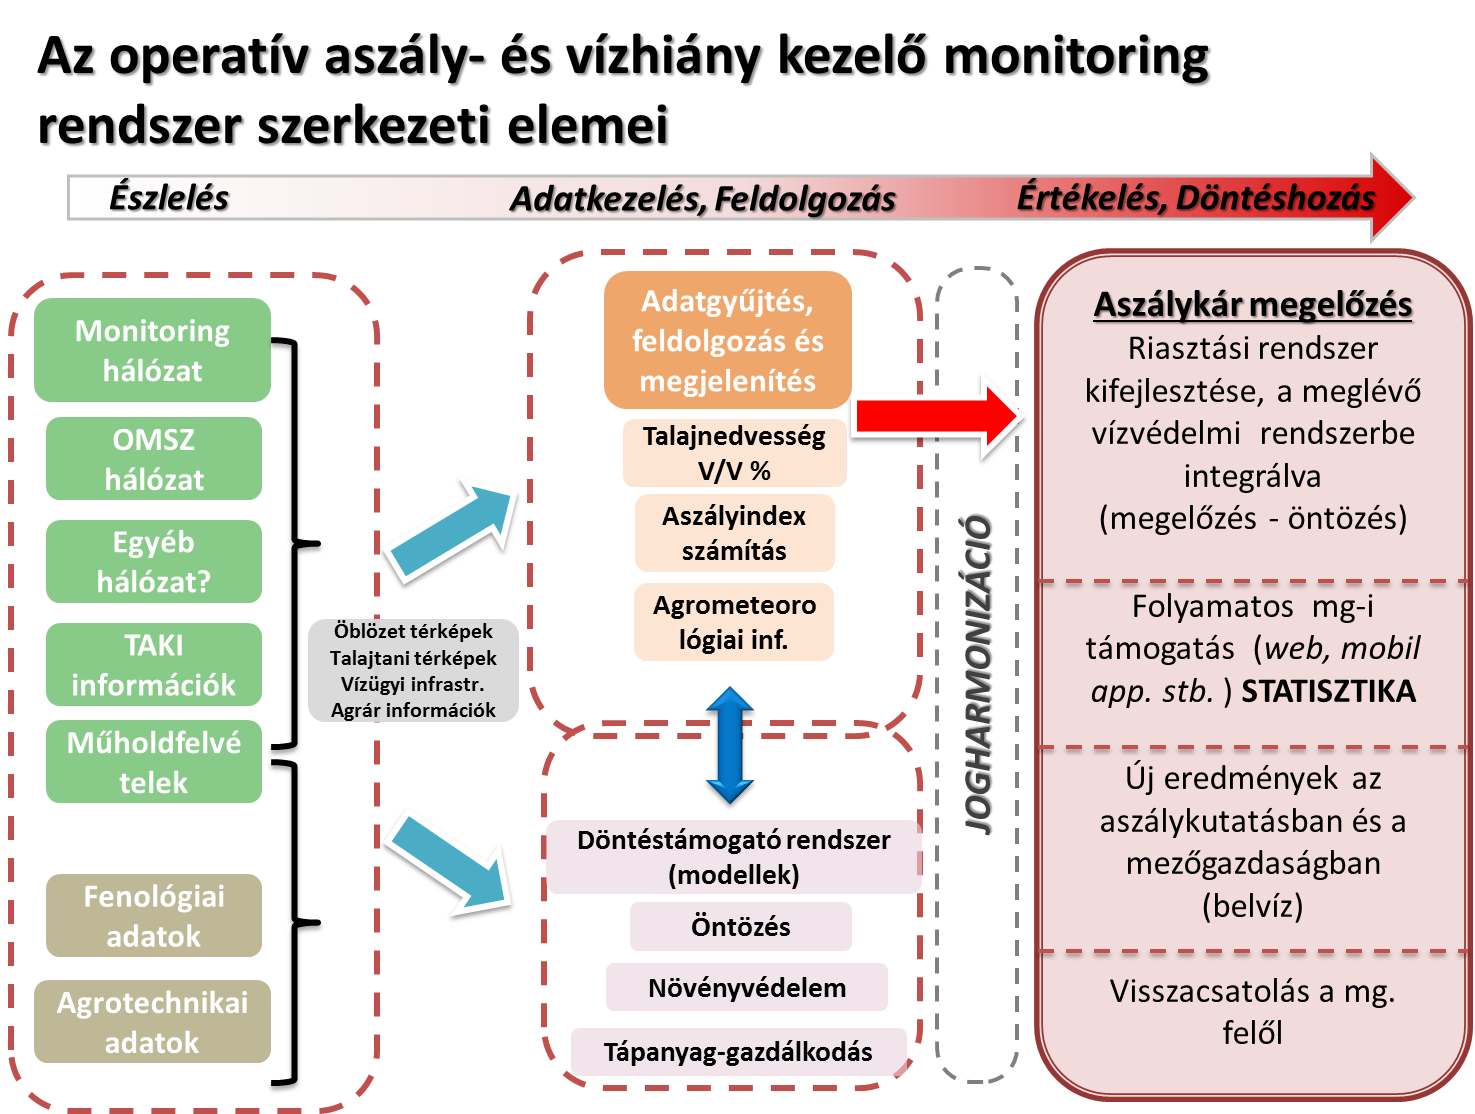 Az operatív aszály- és vízhiány kezelő monitoring
rendszer szerkezeti elemei
Észlelés
Adatkezelés, Feldolgozás
Értékelés, Döntéshozás
Monitoring
hálózat
OMSZ
hálózat
Egyéb
hálózat?
TAKI
információk
Műholdfelvé
telek
Fenológiai
adatok
Agrotechnikai
adatok
Öblözet térképek
Talajtani térképek
Vízügyi infrastr.
Agrár információk
Adatgyűjtés,
feldolgozás és
megjelenítés
Talajnedvesség
V/V %
Aszályindex
számítás
Agrometeoro
lógiai inf.
Döntéstámogató rendszer
(modellek)
Öntözés
Növényvédelem
Tápanyag-gazdálkodás
JOGHARMONIZÁCIÓ
Aszálykár megelőzés
Riasztási rendszer
kifejlesztése, a meglévő
vízvédelmi rendszerbe
integrálva
(megelőzés - öntözés)
Folyamatos mg-i
támogatás (web, mobil
app. stb. ) STATISZTIKA
Új eredmények az
aszálykutatásban és a
mezőgazdaságban
(belvíz)
Visszacsatolás a mg.
felől